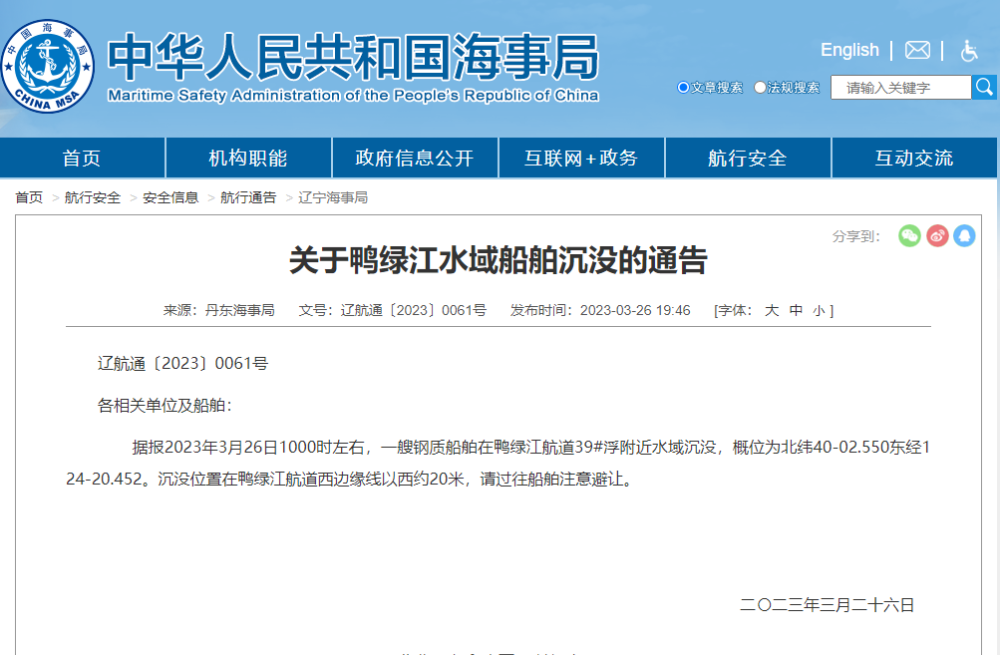 中国海事局
CHINA MSA
中华人民共和国海事局
Maritime Safety Administration of the People's Republic of China
English
文章搜索 法规搜索 请输入关键字
首页 机构职能 政府信息公开 互联网+政务 航行安全 互动交流
首页 > 航行安全 > 安全信息 > 航行通告 > 辽宁海事局
分享到：
关于鸭绿江水域船舶沉没的通告
来源：丹东海事局 文号：辽航通〔2023〕0061号 发布时间：2023-03-26 19:46 [字体： 大 中 小 ]
辽航通〔2023〕0061号
各相关单位及船舶：
据报2023年3月26日1000时左右，一艘钢质船舶在鸭绿江航道39#浮附近水域沉没，概位为北纬40-02.550东经1
24-20.452。沉没位置在鸭绿江航道西边缘线以西约20米，请过往船舶注意避让。
二〇二三年三月二十六日